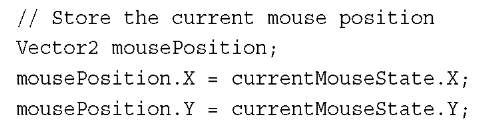 // Store the current mouse position
Vector2 mousePosition;
mousePosition.X = currentMouseState.X;
mousePosition.Y = currentMouseState.Y;